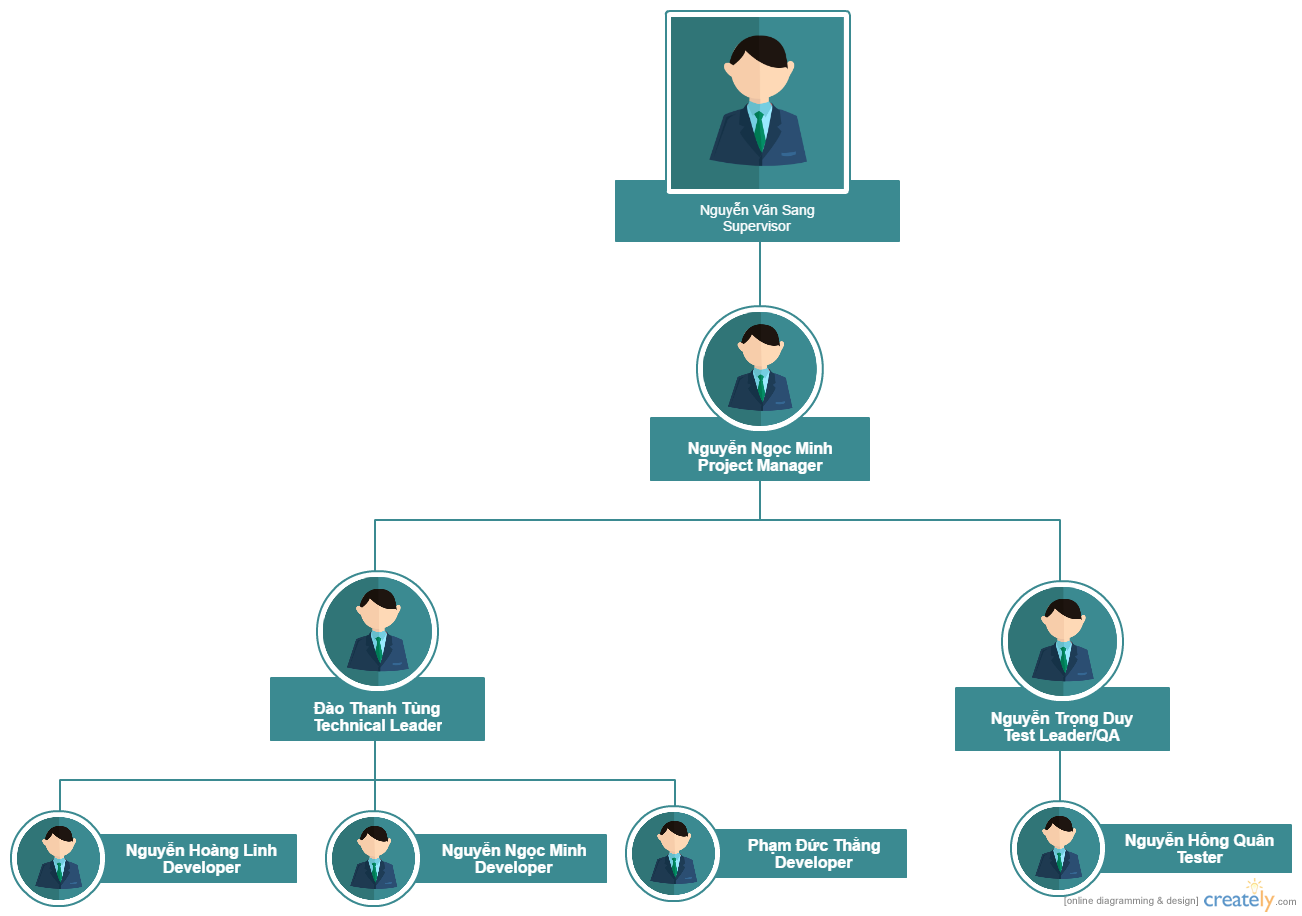 Nguyễn Văn Sang
Supervisor
Nguyễn Ngọc Minh
Project Manager
Đào Thanh Tùng
Technical Leader
Nguyễn Trọng Duy
Test Leader/QA
Nguyễn Hoàng Linh
Developer
Nguyễn Ngọc Minh
Developer
Phạm Đức Thắng
Developer
Nguyễn Hồng Quân
Tester
[online diagramming & design] creately.com